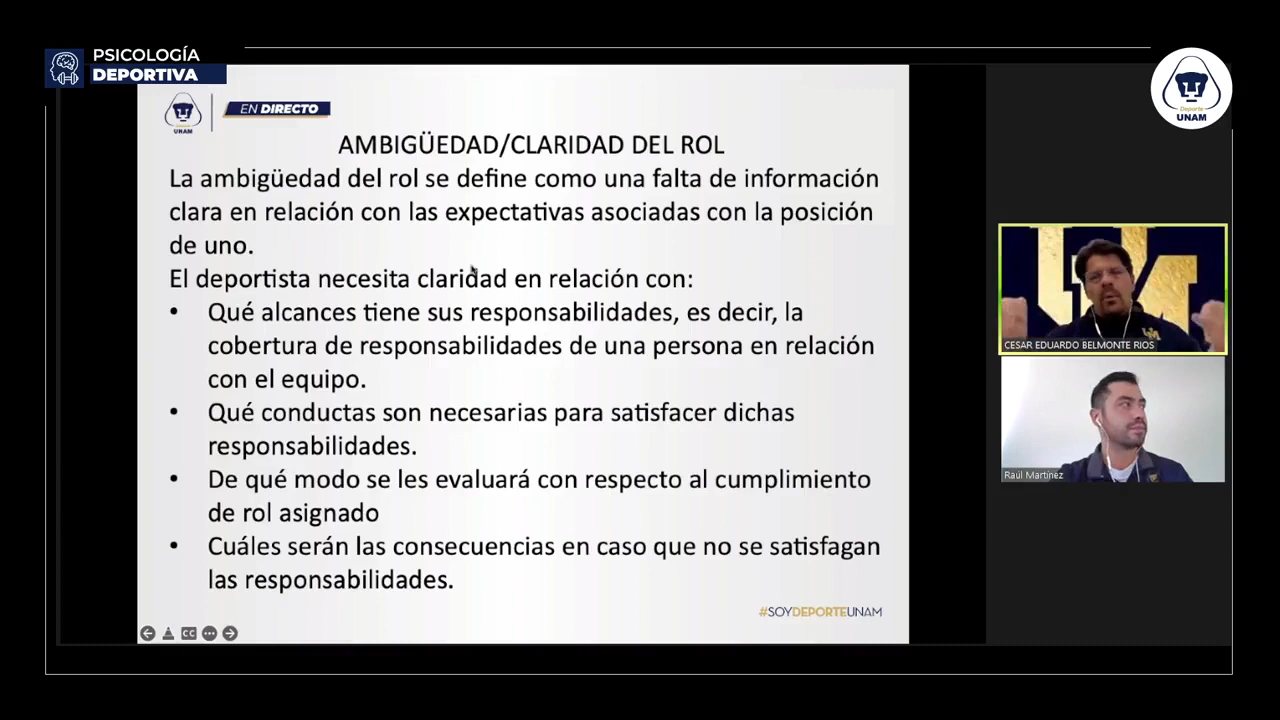 PSICOLOGÍA
DEPORTIVA
Deporte
UNAM
UNAM
EN DIRECTO
AMBIGÜEDAD/CLARIDAD DEL ROL
La ambigüedad del rol se define como una falta de información
clara en relación con las expectativas asociadas con la posición
de uno.
El deportista necesita claridad en relación con:
• Qué alcances tiene sus responsabilidades, es decir, la
cobertura de responsabilidades de una persona en relación
con el equipo.
• Qué conductas son necesarias para satisfacer dichas
responsabilidades.
• De qué modo se les evaluará con respecto al cumplimiento
de rol asignado
• Cuáles serán las consecuencias en caso que no se satisfagan
las responsabilidades.
#SOYDEPORTEUNAM
CC
CESAR EDUARDO BELMONTE RIOS
Raúl Martínez